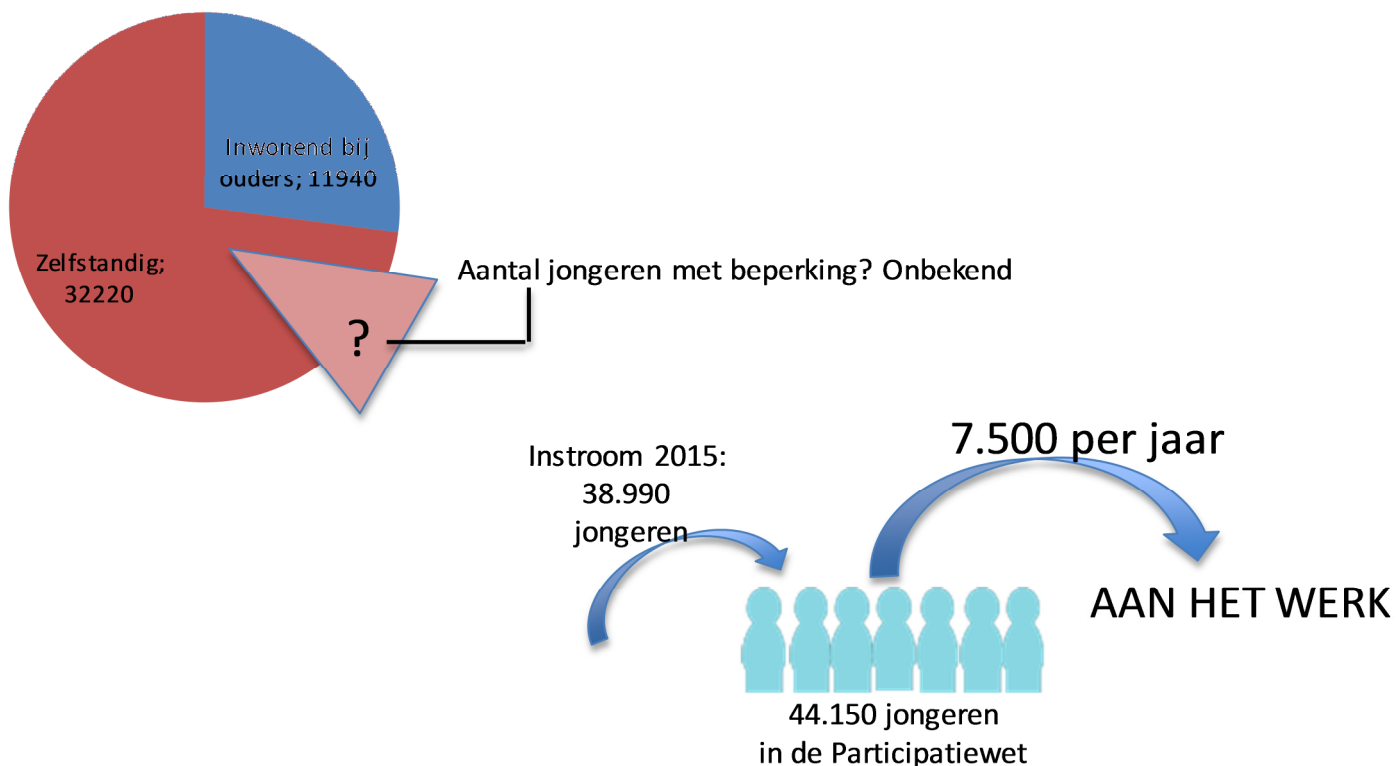 Inwonend bij
ouders; 11940
Zelfstandig;
32220
Aantal jongeren met beperking? Onbekend
?
7.500 per jaar
Instroom 2015:
38.990
jongeren
AAN HET WERK
44.150 jongeren
in de Participatiewet